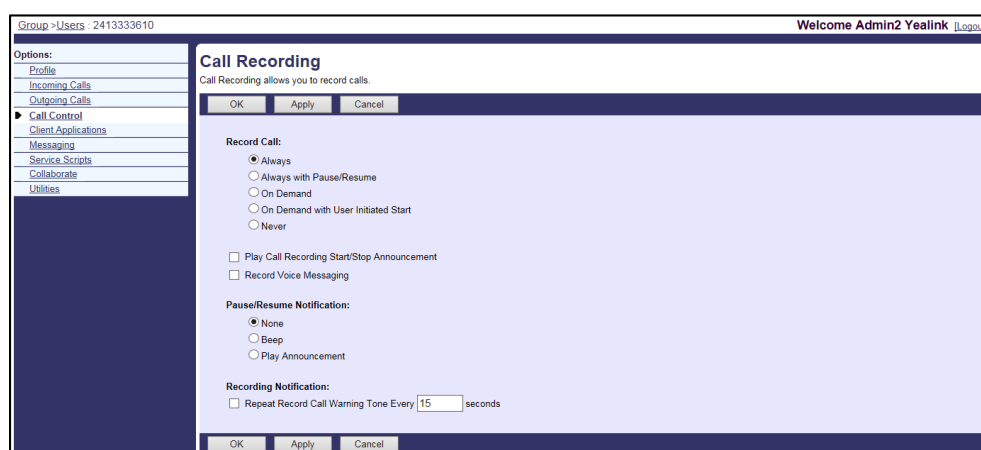 Group >Users : 2413333610
Welcome Admin2 Yealink
Options:
Profile
Incoming Calls
Outgoing Calls
Call Control
Client Applications
Messaging
Service Scripts
Collaborate
Utilities
Call Recording
Call Recording allows you to record calls.
OK Apply Cancel
Record Call:
Always
Always with Pause/Resume
On Demand
On Demand with User Initiated Start
Never
Play Call Recording Start/Stop Announcement
Record Voice Messaging
Pause/Resume Notification:
None
Beep
Play Announcement
Recording Notification:
Repeat Record Call Warning Tone Every 15 seconds
OK Apply Cancel